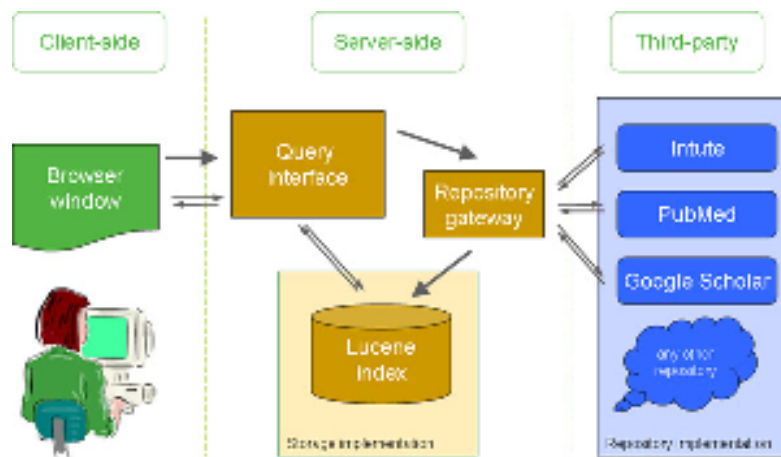 Client-side
Server-side
Third-party
Browser
window
Query
interface
Repository
gateway
Intute
PubMed
Google Scholar
Lucene
index
any other
repository
Storage implementation
Repository implementation